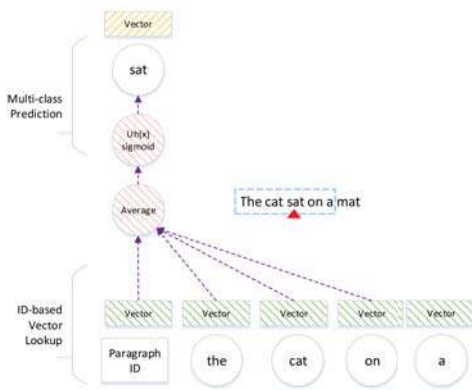 Vector
sat
Multi-class
Prediction
Uh(x)
sigmoid
Average
The cat sat on a mat
ID-based
Vector
Lookup
Vector Vector Vector Vector Vector
Paragraph
ID
the cat on a